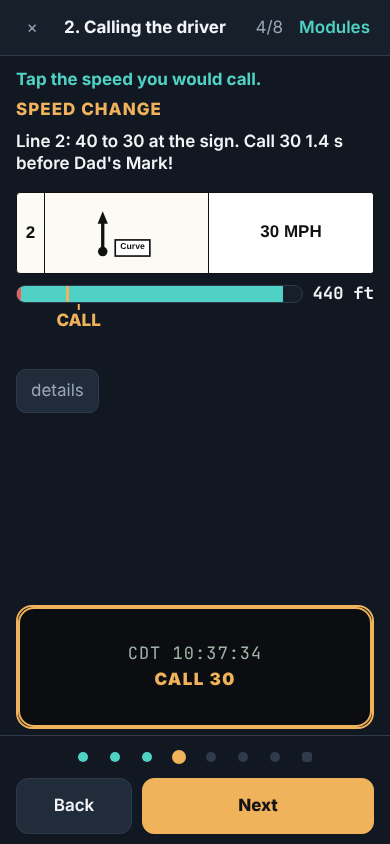 × 2. Calling the driver 4/8 Modules
Tap the speed you would call.
SPEED CHANGE
Line 2: 40 to 30 at the sign. Call 30 1.4 s
before Dad's Mark!
2 Curve 30 MPH
440 ft
CALL
details
CDT 10:37:34
CALL 30
Back Next